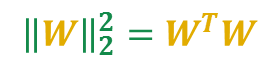 ||W||₂² = WᵀW